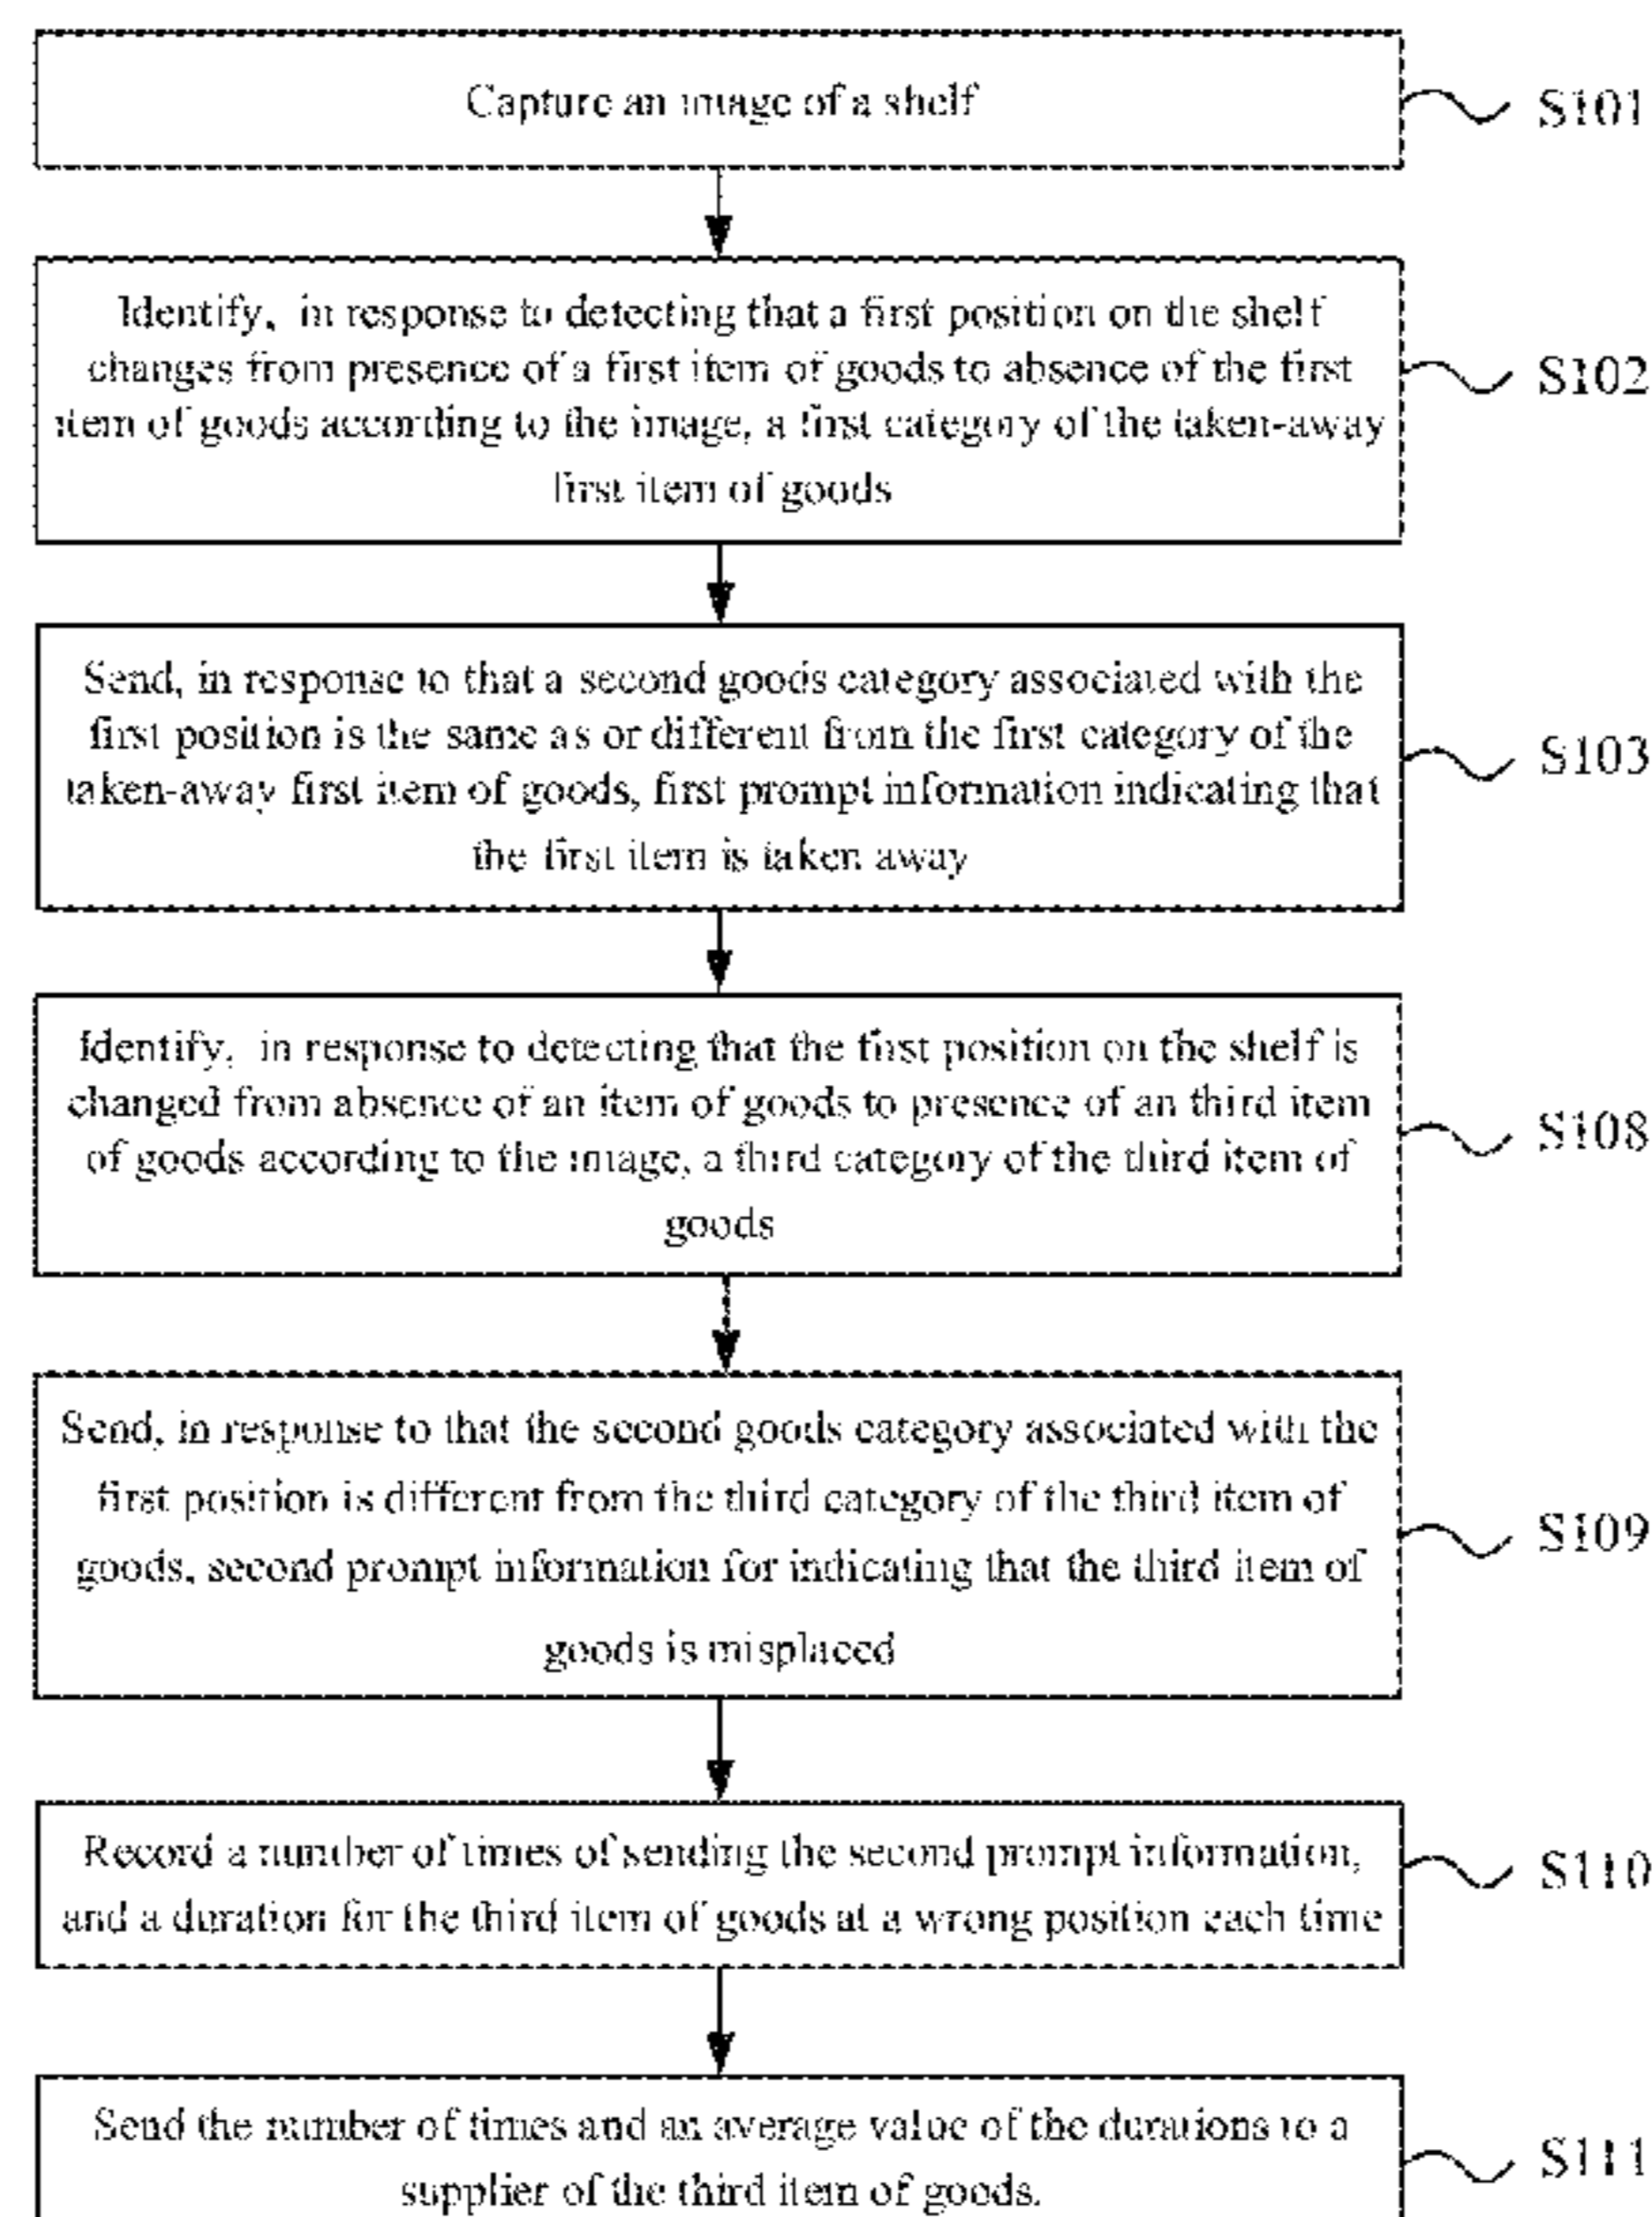 Capture an image of a shelf
S101
Identify, in response to detecting that a first position on the shelf
changes from presence of a first item of goods to absence of the first
item of goods according to the image, a first category of the taken-away
first item of goods
S102
Send, in response to that a second goods category associated with the
first position is the same as or different from the first category of the
taken-away first item of goods, first prompt information indicating that
the first item is taken away
S103
Identify, in response to detecting that the first position on the shelf is
changed from absence of an item of goods to presence of an third item
of goods according to the image, a third category of the third item of
goods
S108
Send, in response to that the second goods category associated with the
first position is different from the third category of the third item of
goods, second prompt information for indicating that the third item of
goods is misplaced
S109
Record a number of times of sending the second prompt information,
and a duration for the third item of goods at a wrong position each time
S110
Send the number of times and an average value of the durations to a
supplier of the third item of goods.
S111